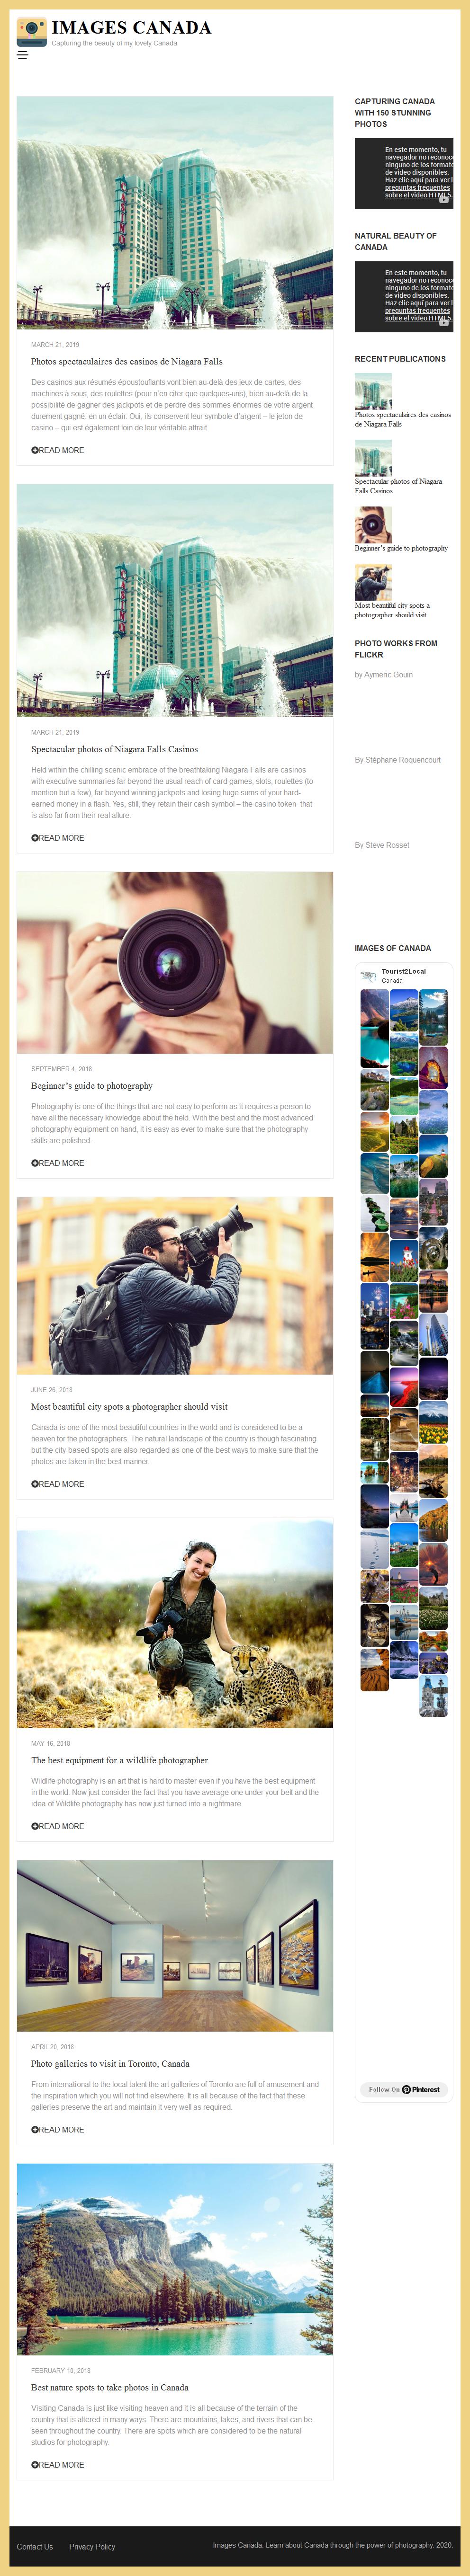 IMAGES CANADA
Capturing the beauty of my lovely Canada
CASINO
MARCH 21, 2019
Photos spectaculaires des casinos de Niagara Falls
Des casinos aux résumés époustouflants vont bien au-delà des jeux de cartes, des
machines à sous, des roulettes (pour n'en citer que quelques-uns), bien au-delà de la
possibilité de gagner des jackpots et de perdre des sommes énormes de votre argent
durement gagné. en un éclair. Oui, ils conservent leur symbole d'argent – le jeton de
casino – qui est également loin de leur véritable attrait.
READ MORE
CASINO
MARCH 21, 2019
Spectacular photos of Niagara Falls Casinos
Held within the chilling scenic embrace of the breathtaking Niagara Falls are casinos
with executive summaries far beyond the usual reach of card games, slots, roulettes (to
mention but a few), far beyond winning jackpots and losing huge sums of your hard-
earned money in a flash. Yes, still, they retain their cash symbol – the casino token- that
is also far from their real allure.
READ MORE
SEPTEMBER 4, 2018
Beginner's guide to photography
Photography is one of the things that are not easy to perform as it requires a person to
have all the necessary knowledge about the field. With the best and the most advanced
photography equipment on hand, it is easy as ever to make sure that the photography
skills are polished.
READ MORE
JUNE 26, 2018
Most beautiful city spots a photographer should visit
Canada is one of the most beautiful countries in the world and is considered to be a
heaven for the photographers. The natural landscape of the country is though fascinating
but the city-based spots are also regarded as one of the best ways to make sure that the
photos are taken in the best manner.
READ MORE
MAY 16, 2018
The best equipment for a wildlife photographer
Wildlife photography is an art that is hard to master even if you have the best equipment
in the world. Now just consider the fact that you have average one under your belt and the
idea of Wildlife photography has now just turned into a nightmare.
READ MORE
APRIL 20, 2018
Photo galleries to visit in Toronto, Canada
From international to the local talent the art galleries of Toronto are full of amusement and
the inspiration which you will not find elsewhere. It is all because of the fact that these
galleries preserve the art and maintain it very well as required.
READ MORE
FEBRUARY 10, 2018
Best nature spots to take photos in Canada
Visiting Canada is just like visiting heaven and it is all because of the terrain of the
country that is altered in many ways. There are mountains, lakes, and rivers that can be
seen throughout the country. There are spots which are considered to be the natural
studios for photography.
READ MORE
CAPTURING CANADA
WITH 150 STUNNING
PHOTOS
En este momento, tu
navegador no reconoce
ninguno de los formato
de video disponibles.
Haz clic aquí para ver l
preguntas frecuentes
sobre el video HTML5.
NATURAL BEAUTY OF
CANADA
En este momento, tu
navegador no reconoce
ninguno de los formato
de video disponibles.
Haz clic aquí para ver l
preguntas frecuentes
sobre el video HTML5.
RECENT PUBLICATIONS
Photos spectaculaires des casinos
de Niagara Falls
Spectacular photos of Niagara
Falls Casinos
Beginner's guide to photography
Most beautiful city spots a
photographer should visit
PHOTO WORKS FROM
FLICKR
by Aymeric Gouin
By Stéphane Roquencourt
By Steve Rosset
IMAGES OF CANADA
Tourist2Local
Canada
Follow On Pinterest
Contact Us
Privacy Policy
Images Canada: Learn about Canada through the power of photography. 2020.